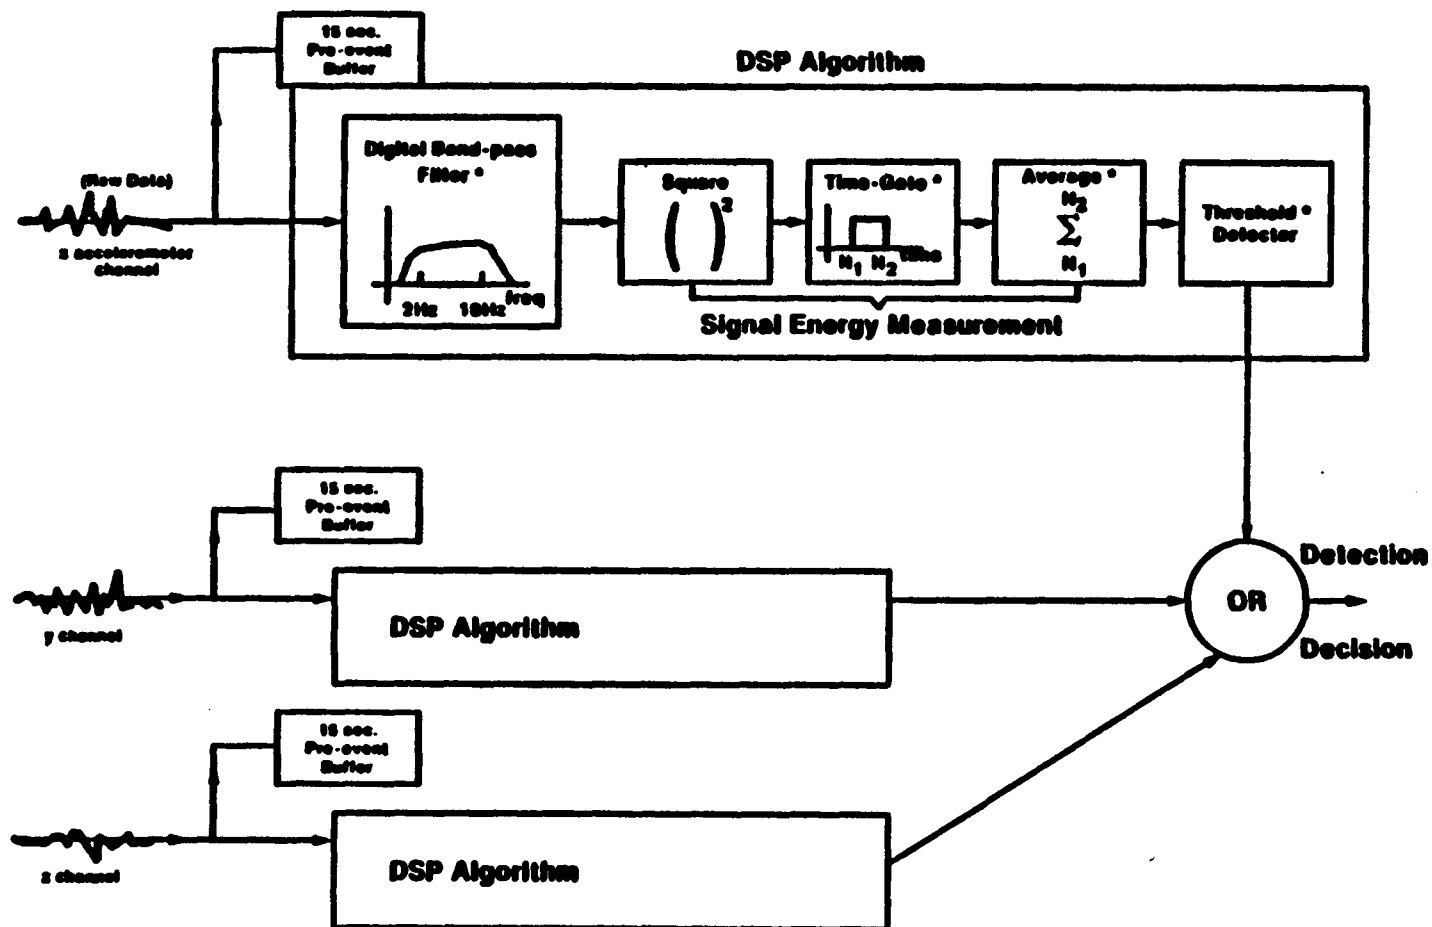 15 sec.
Pre-event
Buffer
DSP Algorithm
Digital Band-pass
Filter *
2Hz
freq
Square
( )²
Time-Gate *
N₁ N₂ time
Average *
N₂
Σ
N₁
Threshold *
Detector
(Raw Data)
x accelerometer
channel
Signal Energy Measurement
15 sec.
Pre-event
Buffer
y channel
DSP Algorithm
OR
Detection
Decision
15 sec.
Pre-event
Buffer
z channel
DSP Algorithm